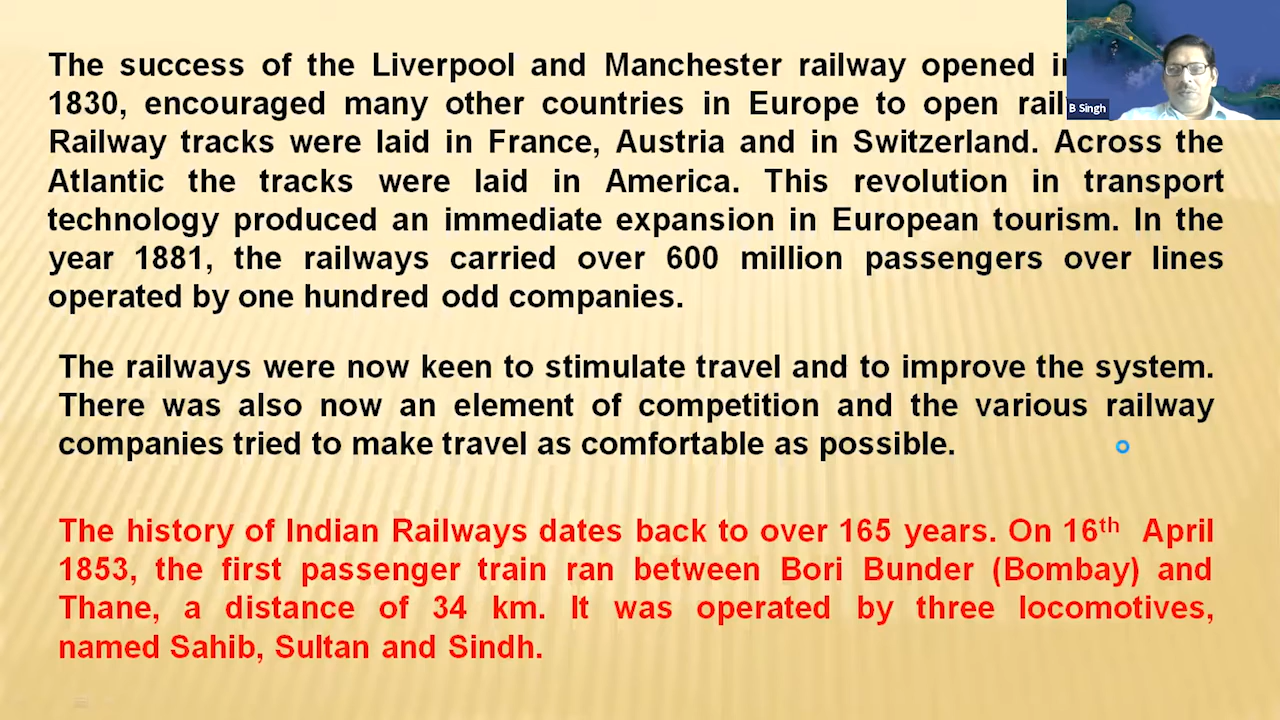 The success of the Liverpool and Manchester railway opened
1830, encouraged many other countries in Europe to open
Railway tracks were laid in France, Austria and in Switzerland. Across the
Atlantic the tracks were laid in America. This revolution in transport
technology produced an immediate expansion in European tourism. In the
year 1881, the railways carried over 600 million passengers over lines
operated by one hundred odd companies.
The railways were now keen to stimulate travel and to improve the system.
There was also now an element of competition and the various railway
companies tried to make travel as comfortable as possible.
The history of Indian Railways dates back to over 165 years. On 16th April
1853, the first passenger train ran between Bori Bunder (Bombay) and
Thane, a distance of 34 km. It was operated by three locomotives,
named Sahib, Sultan and Sindh.
B Singh